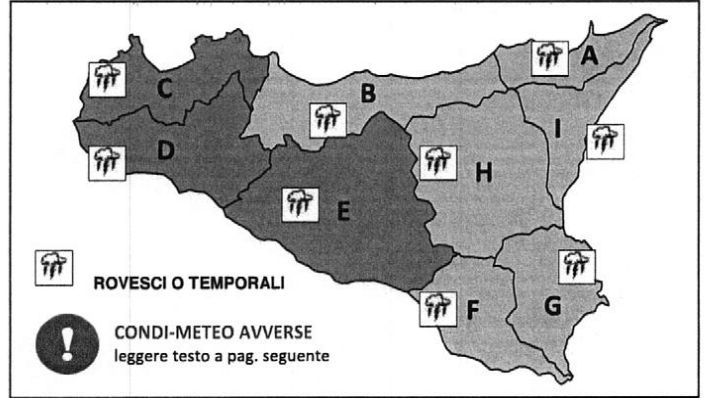 A
C
B
I
D
H
E
ROVESCI O TEMPORALI
F
G
!
CONDI-METEO AVVERSE
leggere testo a pag. seguente